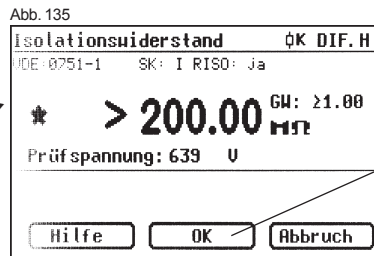 Abb. 135
Isolationswiderstand ϕK DIF.H
VDE:0751-1 SK: I RISO: ja
* > 200.00 GW: ≥1.00 MΩ
Prüfspannung: 639 V
Hilfe OK Abbruch